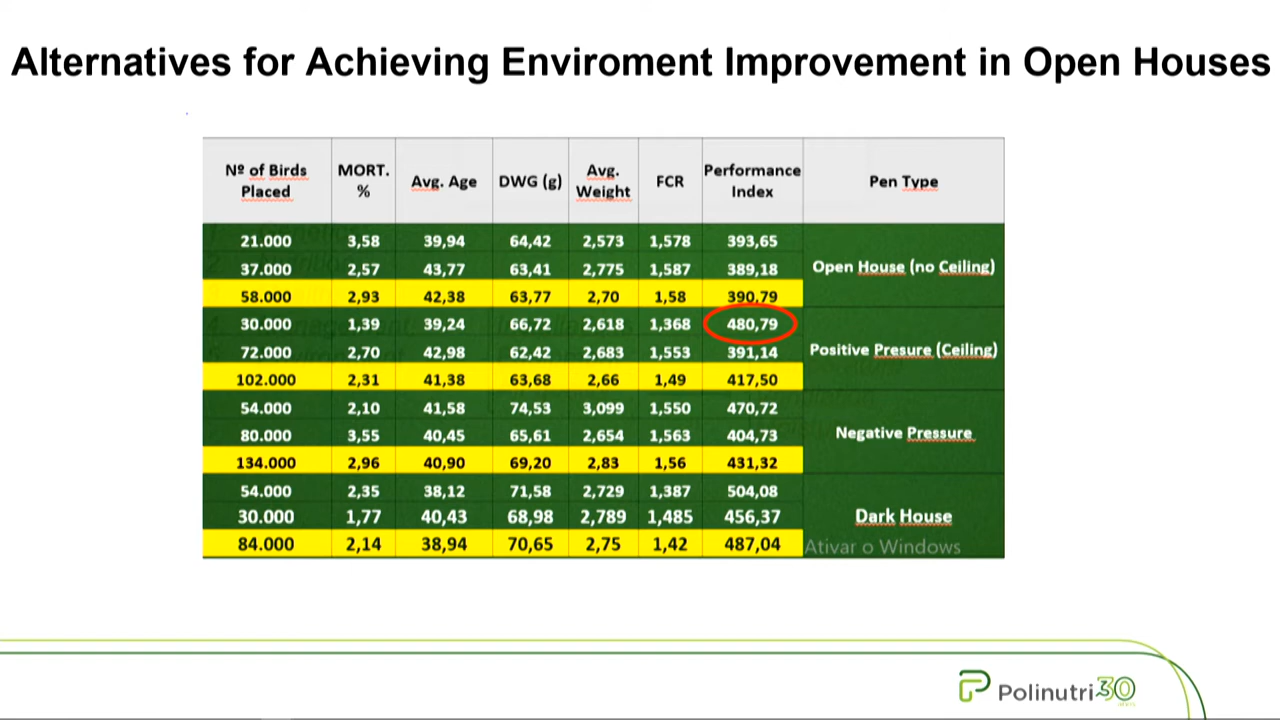 Alternatives for Achieving Enviroment Improvement in Open Houses
Nº of Birds Placed MORT. % Avg. Age DWG (g) Avg. Weight FCR Performance Index Pen Type
21.000 3,58 39,94 64,42 2,573 1,578 393,65
37.000 2,57 43,77 63,41 2,775 1,587 389,18
Open House (no Ceiling)
58.000 2,93 42,38 63,77 2,70 1,58 390,79
30.000 1,39 39,24 66,72 2,618 1,368 480,79
72.000 2,70 42,98 62,42 2,683 1,553 391,14
Positive Presure (Ceiling)
102.000 2,31 41,38 63,68 2,66 1,49 417,50
54.000 2,10 41,58 74,53 3,099 1,550 470,72
80.000 3,55 40,45 65,61 2,654 1,563 404,73
Negative Pressure
134.000 2,96 40,90 69,20 2,83 1,56 431,32
54.000 2,35 38,12 71,58 2,729 1,387 504,08
30.000 1,77 40,43 68,98 2,789 1,485 456,37
Dark House
84.000 2,14 38,94 70,65 2,75 1,42 487,04
Ativar o Windows
Polinutri 30